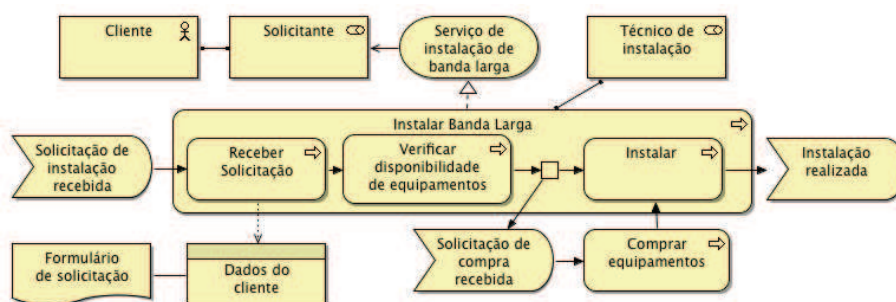 Cliente
Solicitante
Serviço de
instalação de
banda larga
Técnico de
instalação
Instalar Banda Larga
Solicitação de
instalação
recebida
Receber
Solicitação
Verificar
disponibilidade
de equipamentos
Instalar
Instalação
realizada
Formulário
de solicitação
Dados do
cliente
Solicitação de
compra
recebida
Comprar
equipamentos